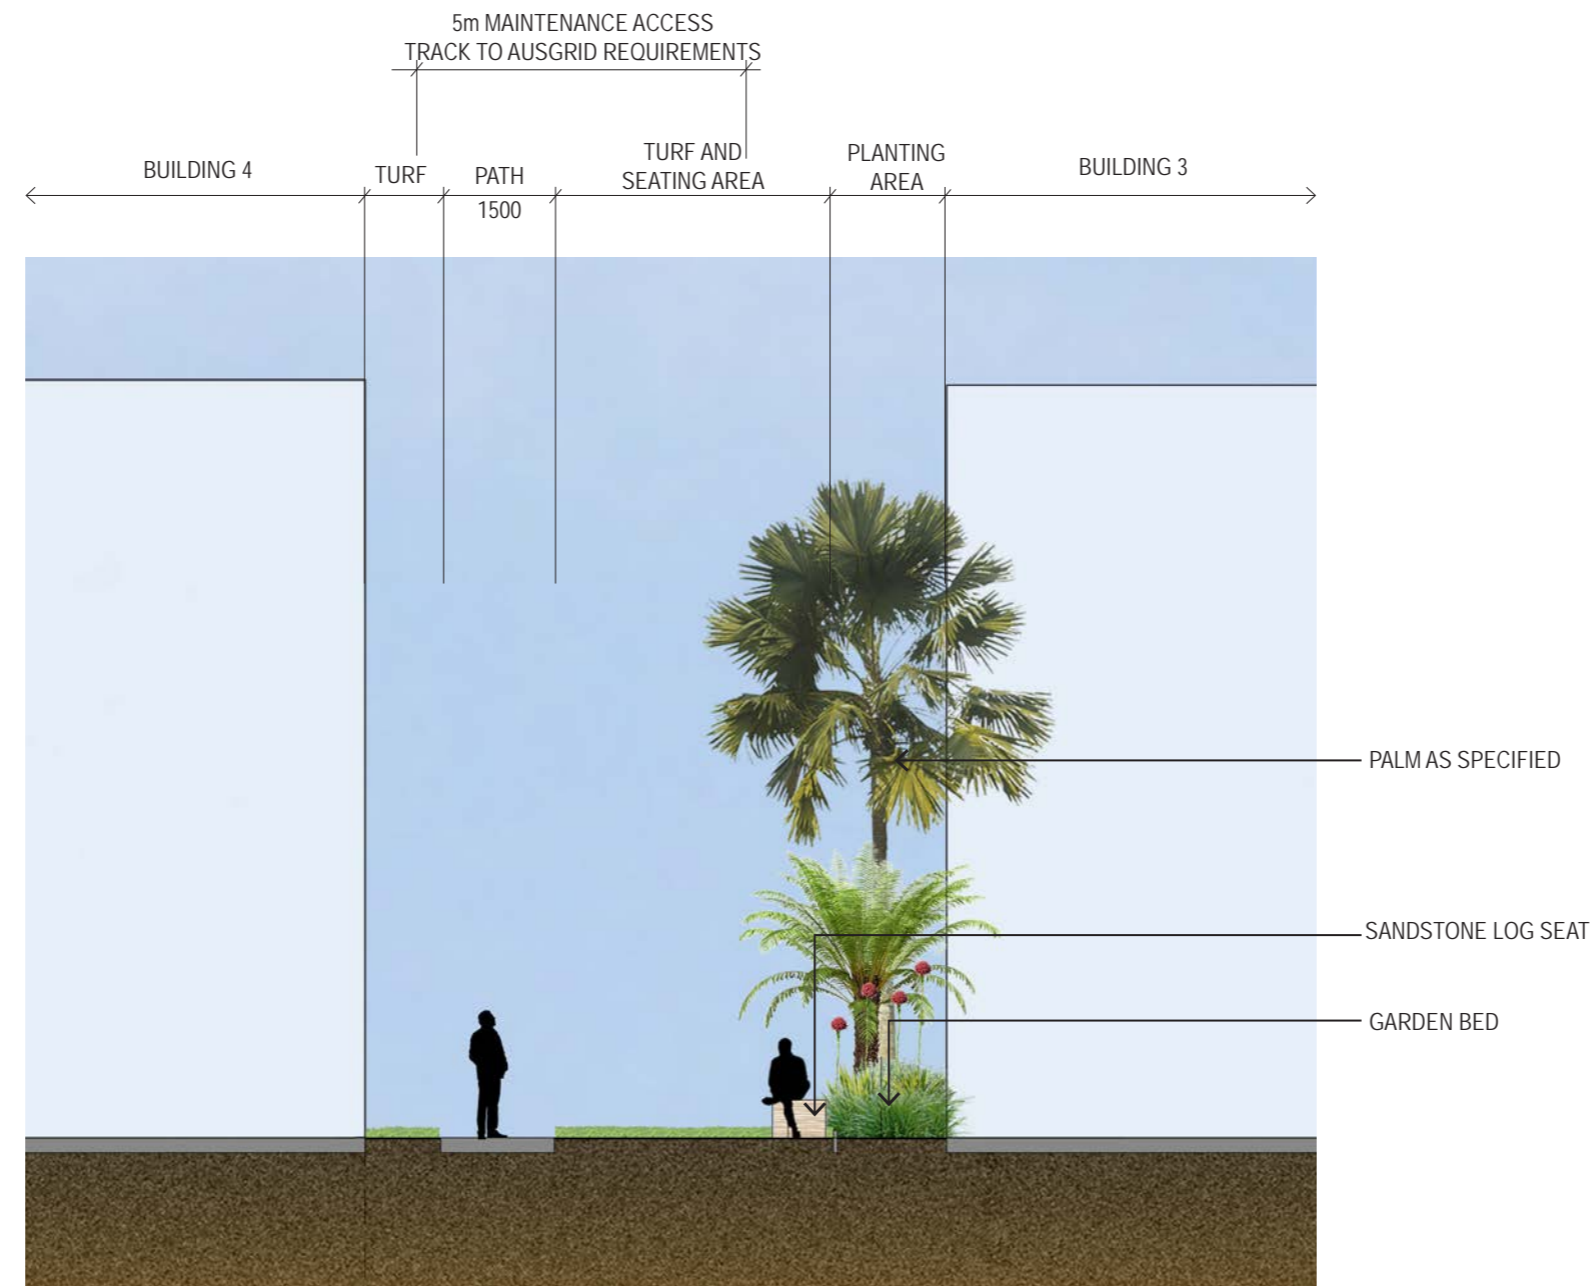 5m MAINTENANCE ACCESS
TRACK TO AUSGRID REQUIREMENTS
BUILDING 4
TURF
PATH
1500
TURF AND
SEATING AREA
PLANTING
AREA
BUILDING 3
PALM AS SPECIFIED
SANDSTONE LOG SEAT
GARDEN BED